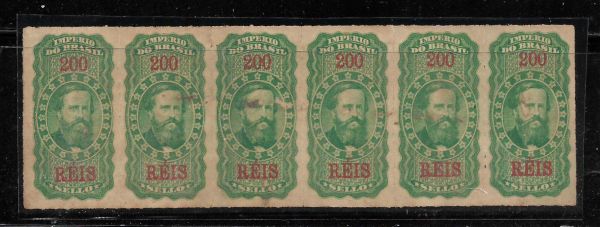 IMPERIO IMPERIO IMPERIO IMPERIO IMPERIO IMPERIO
DO BRASIL DO BRASIL DO BRASIL DO BRASIL DO BRASIL DO BRASIL
200 200 200 200 200 200
RÉIS RÉIS RÉIS RÉIS RÉIS RÉIS
SELLO SELLO SELLO SELLO SELLO SELLO